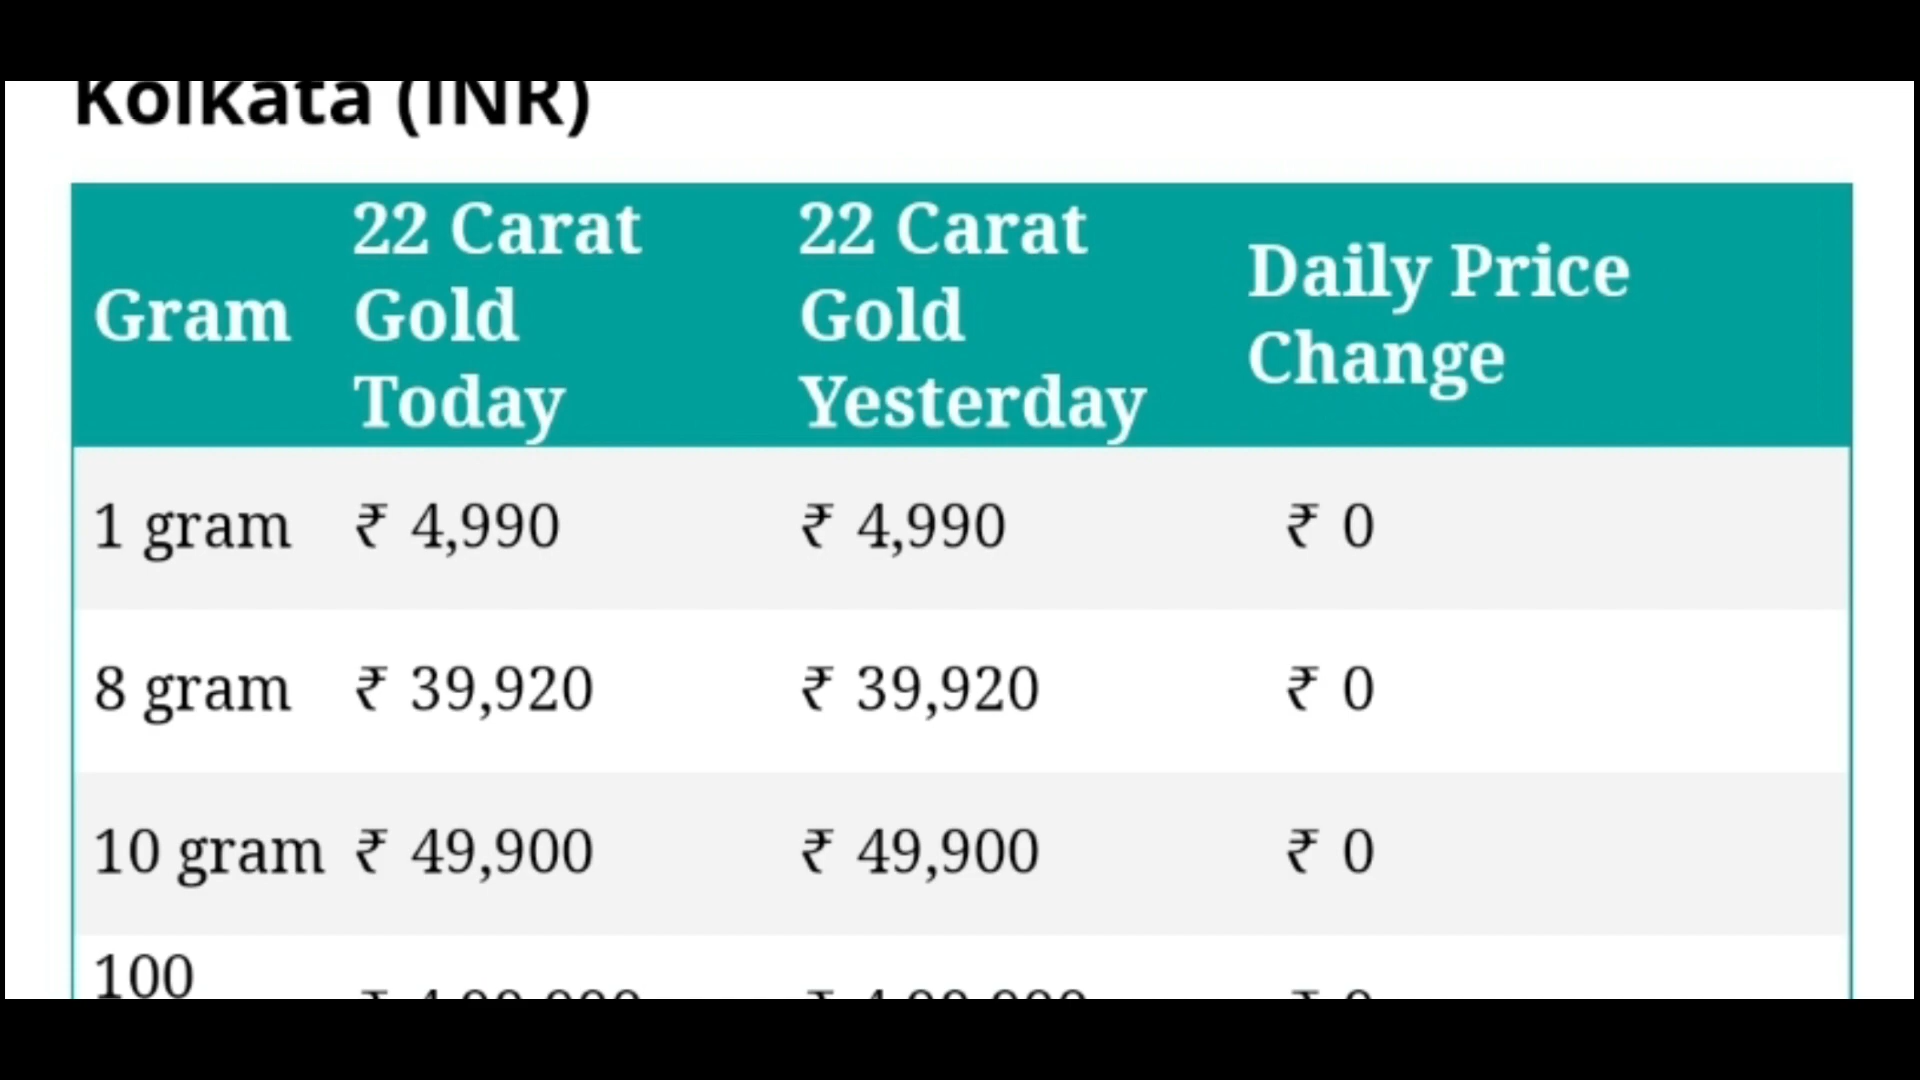 Kolkata (INR)
Gram
22 Carat
Gold
Today
22 Carat
Gold
Yesterday
Daily Price
Change
1 gram ₹ 4,990 ₹ 4,990 ₹ 0
8 gram ₹ 39,920 ₹ 39,920 ₹ 0
10 gram ₹ 49,900 ₹ 49,900 ₹ 0
100